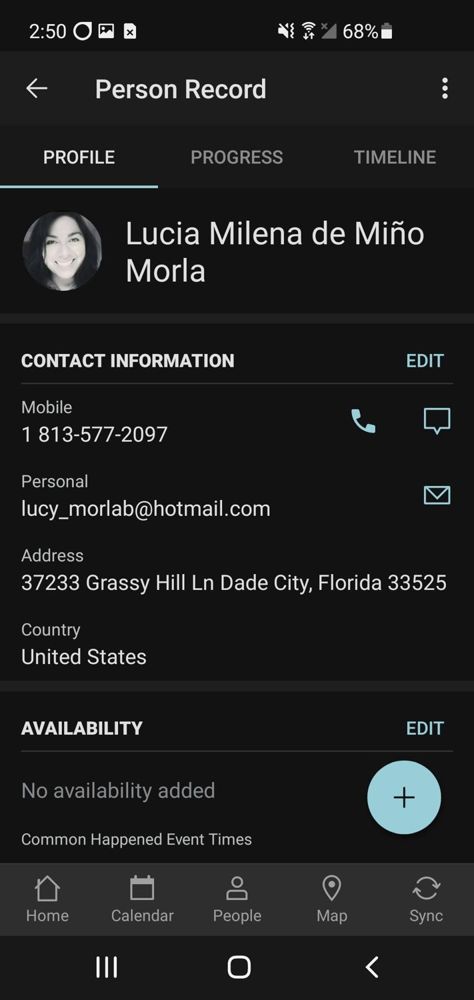 2:50
68%
Person Record
PROFILE
PROGRESS
TIMELINE
Lucia Milena de Miño
Morla
CONTACT INFORMATION
EDIT
Mobile
1 813-577-2097
Personal
lucy_morlab@hotmail.com
Address
37233 Grassy Hill Ln Dade City, Florida 33525
Country
United States
AVAILABILITY
EDIT
No availability added
Common Happened Event Times
Home
Calendar
People
Map
Sync